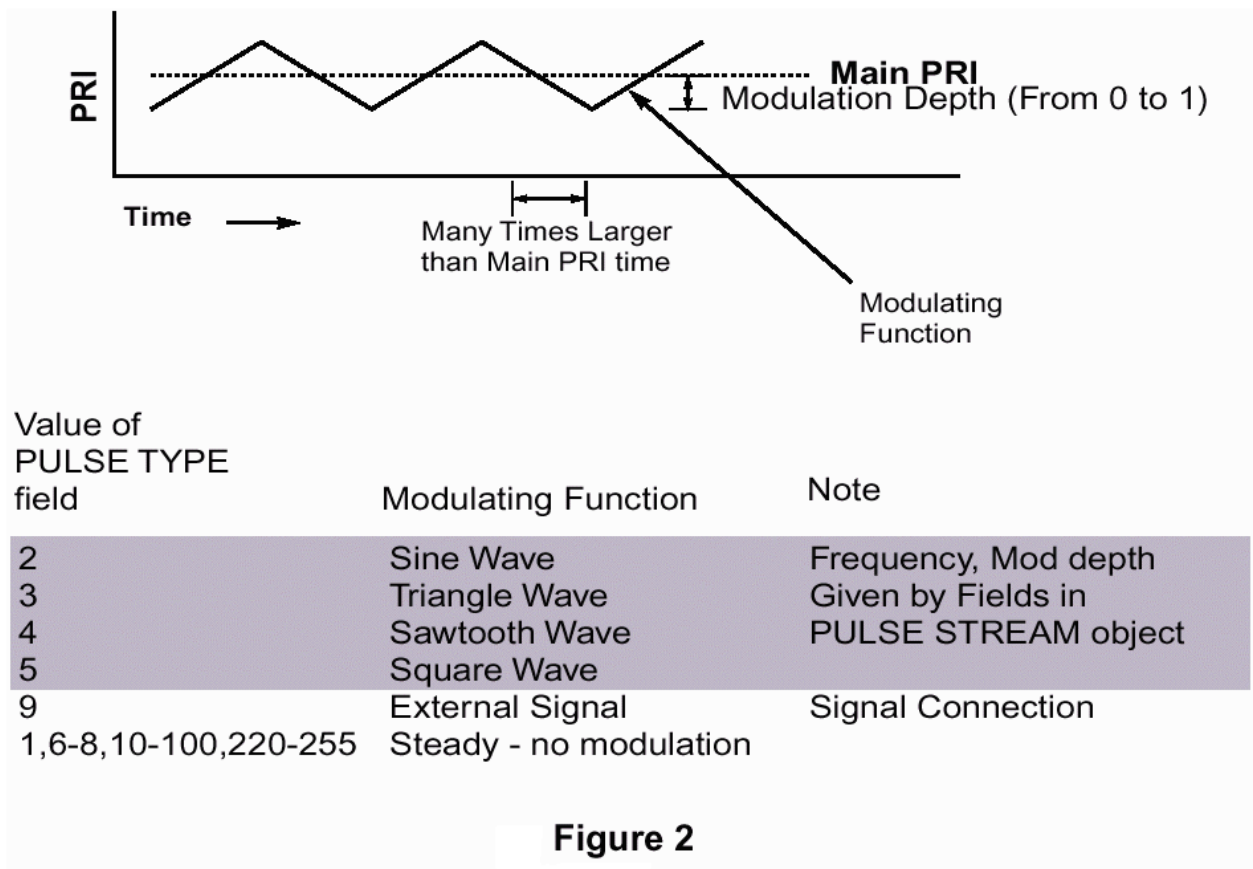 PRI
Main PRI
Modulation Depth (From 0 to 1)
Time
Many Times Larger
than Main PRI time
Modulating
Function
Value of
PULSE TYPE
field
Modulating Function
Note
2 Sine Wave Frequency, Mod depth
3 Triangle Wave Given by Fields in
4 Sawtooth Wave PULSE STREAM object
5 Square Wave
9 External Signal Signal Connection
1,6-8,10-100,220-255 Steady - no modulation
Figure 2